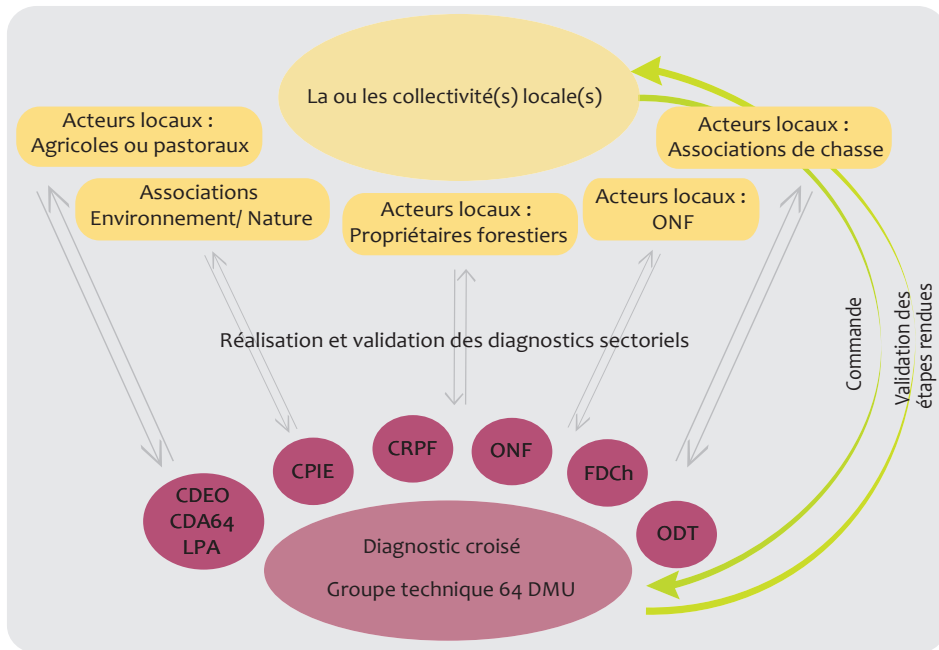 La ou les collectivité(s) locale(s)
Acteurs locaux :
Agricoles ou pastoraux
Acteurs locaux :
Associations de chasse
Associations
Environnement/ Nature
Acteurs locaux :
Propriétaires forestiers
Acteurs locaux :
ONF
Réalisation et validation des diagnostics sectoriels
Commande
Validation des
étapes rendues
CDEO
CDA64
LPA
CPIE
CRPF
ONF
FDCh
ODT
Diagnostic croisé
Groupe technique 64 DMU